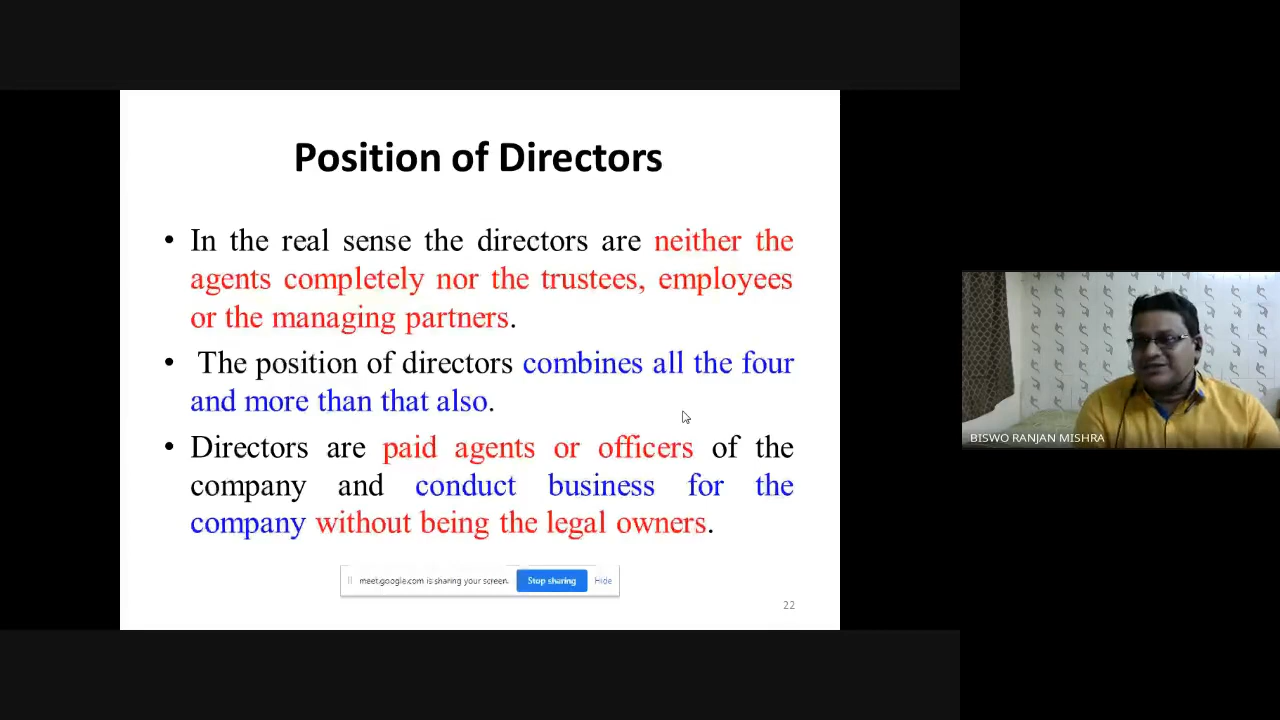 Position of Directors
• In the real sense the directors are neither the
agents completely nor the trustees, employees
or the managing partners.
• The position of directors combines all the four
and more than that also.
• Directors are paid agents or officers of the
company and conduct business for the
company without being the legal owners.
meet.google.com is sharing your screen. Stop sharing Hide
22
BISWO RANJAN MISHRA